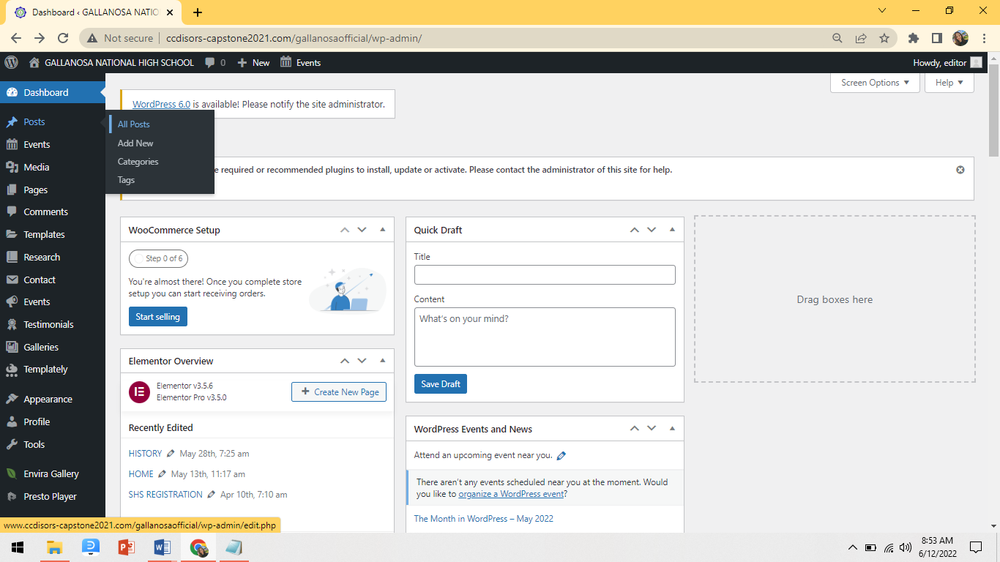 Dashboard ‹ GALLANOSA NATIO
Not secure
ccdisors-capstone2021.com/gallanosaofficial/wp-admin/
GALLANOSA NATIONAL HIGH SCHOOL
0
New
Events
Howdy, editor
Screen Options
Help
WordPress 6.0 is available! Please notify the site administrator.
Dashboard
Posts
Events
Media
Pages
Comments
Templates
Research
Contact
Events
Testimonials
Galleries
Templately
Appearance
Profile
Tools
Envira Gallery
Presto Player
All Posts
Add New
Categories
Tags
required or recommended plugins to install, update or activate. Please contact the administrator of this site for help.
WooCommerce Setup
Step 0 of 6
You're almost there! Once you complete store
setup you can start receiving orders.
Start selling
Elementor Overview
Elementor v3.5.6
Elementor Pro v3.5.0
Create New Page
Recently Edited
HISTORY May 28th, 7:25 am
HOME May 13th, 11:17 am
SHS REGISTRATION Apr 10th, 7:10 am
Quick Draft
Title
Content
What's on your mind?
Save Draft
WordPress Events and News
Attend an upcoming event near you.
There aren't any events scheduled near you at the moment. Would
you like to organize a WordPress event?
The Month in WordPress – May 2022
Drag boxes here
www.ccdisors-capstone2021.com/gallanosaofficial/wp-admin/edit.php
8:53 AM
6/12/2022